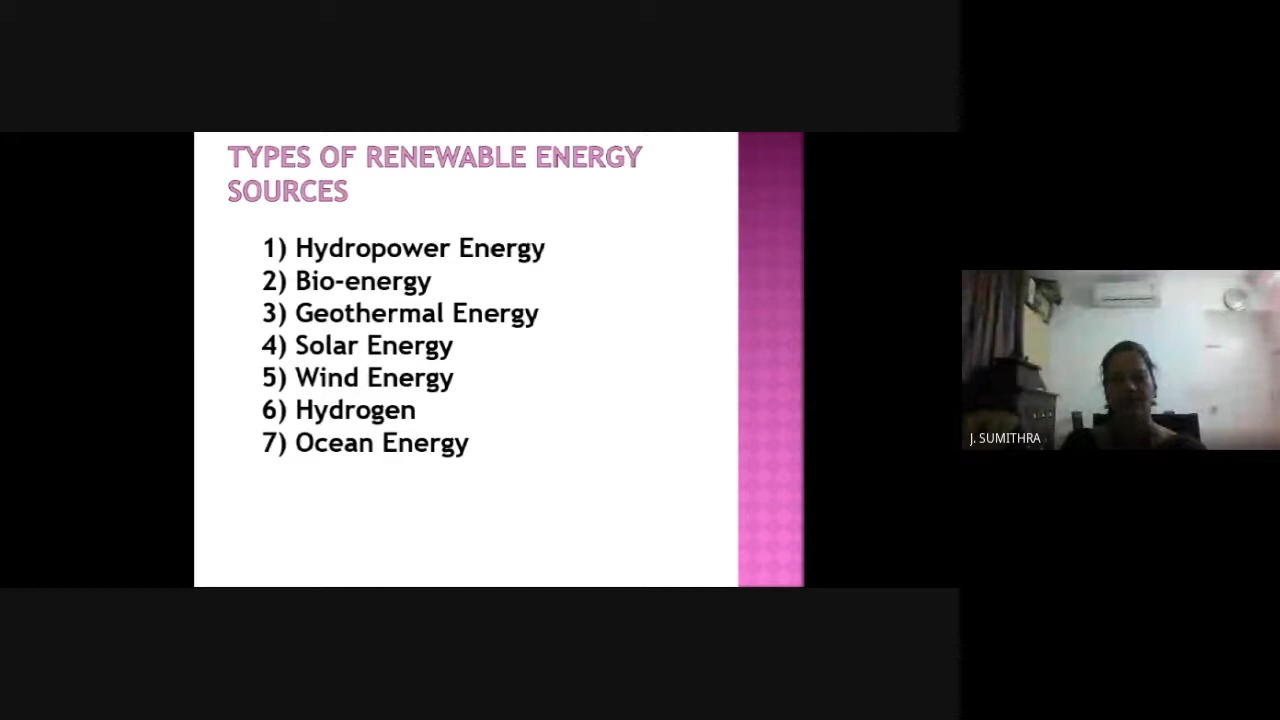 TYPES OF RENEWABLE ENERGY
SOURCES
1) Hydropower Energy
2) Bio-energy
3) Geothermal Energy
4) Solar Energy
5) Wind Energy
6) Hydrogen
7) Ocean Energy
J. SUMITHRA